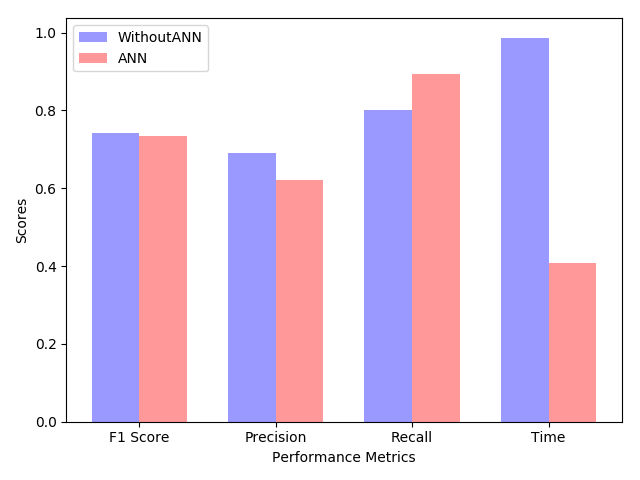 WithoutANN
ANN
1.0
0.8
0.6
0.4
0.2
0.0
Scores
F1 Score Precision Recall Time
Performance Metrics